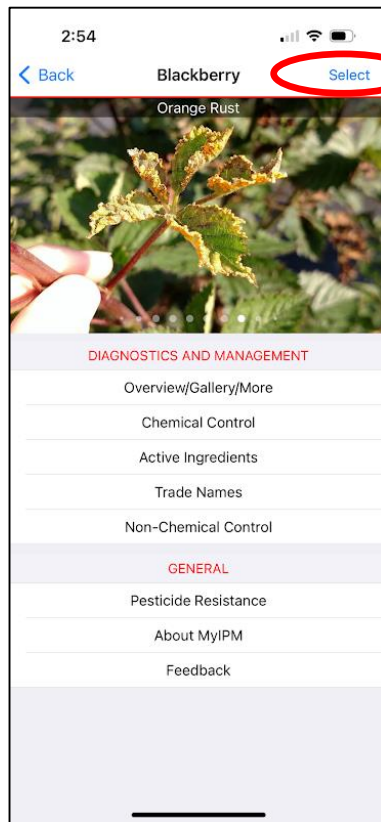 2:54
Back Blackberry Select
Orange Rust
DIAGNOSTICS AND MANAGEMENT
Overview/Gallery/More
Chemical Control
Active Ingredients
Trade Names
Non-Chemical Control
GENERAL
Pesticide Resistance
About MyIPM
Feedback